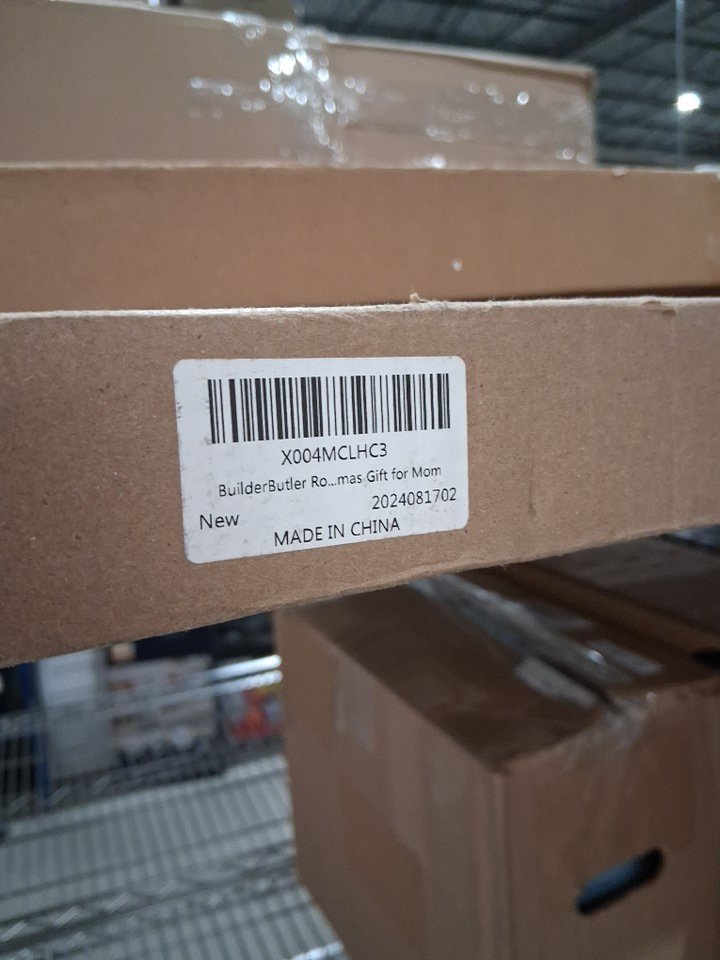 X004MCLHC3
BuilderButler Ro...mas Gift for Mom
2024081702
New
MADE IN CHINA